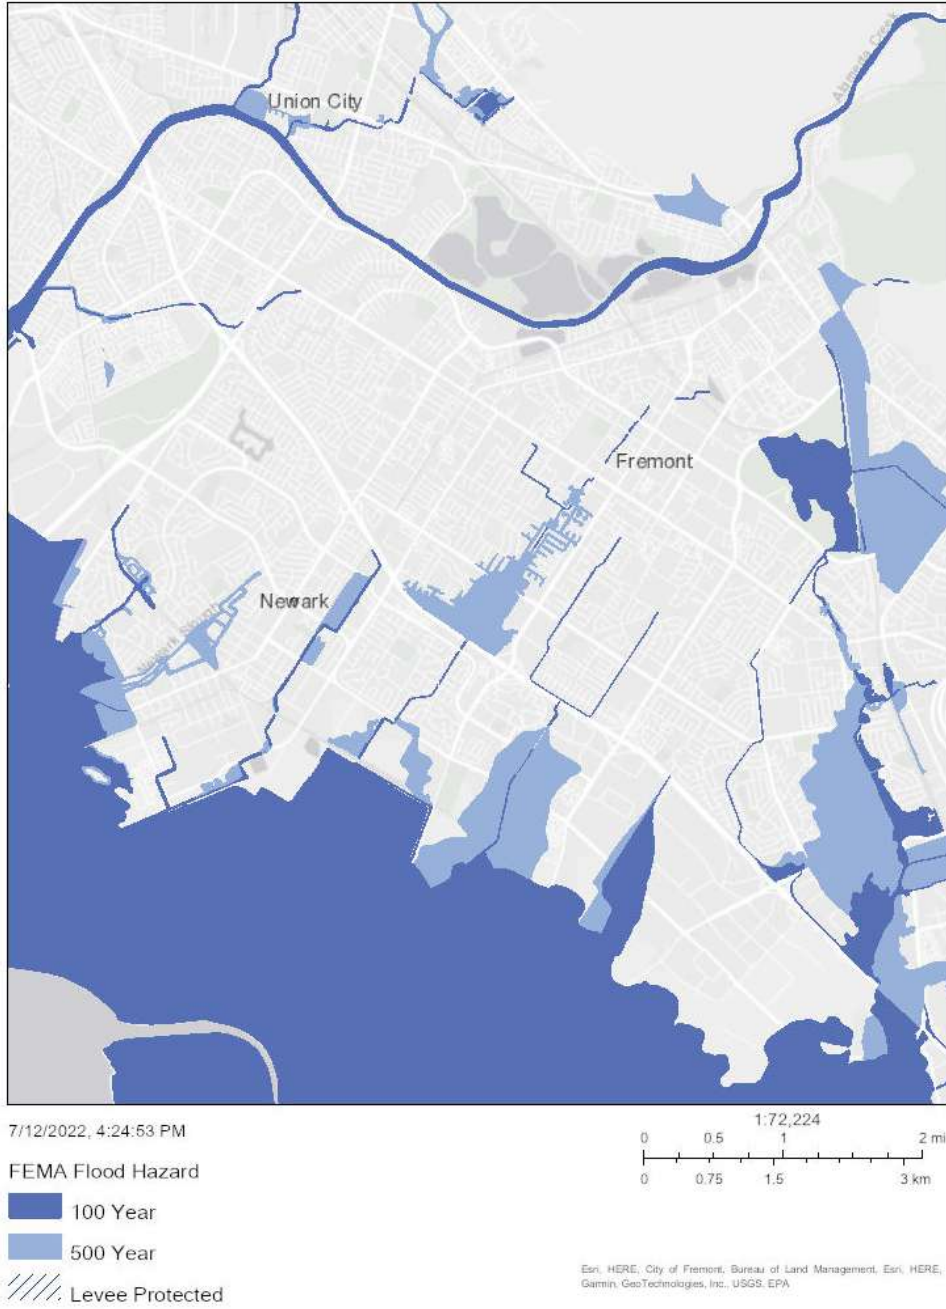 Union City
Alameda Creek
Fremont
Newark
Newark Slough
7/12/2022, 4:24:53 PM
1:72,224
0 0.5 1 2 mi
0 0.75 1.5 3 km
FEMA Flood Hazard
100 Year
500 Year
Levee Protected
Esri, HERE, City of Fremont, Bureau of Land Management, Esri, HERE,
Garmin, GeoTechnologies, Inc., USGS, EPA